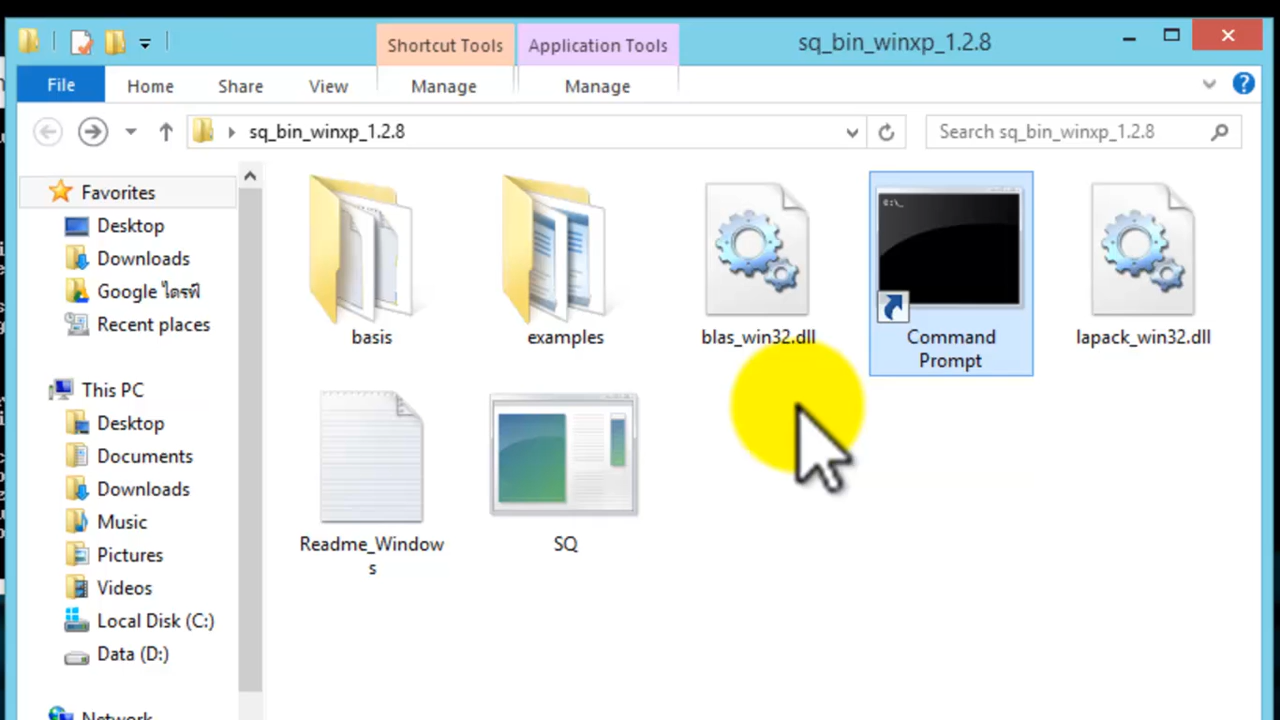 Shortcut Tools
Application Tools
sq_bin_winxp_1.2.8
File
Home
Share
View
Manage
Manage
sq_bin_winxp_1.2.8
Search sq_bin_winxp_1.2.8
Favorites
Desktop
Downloads
Google ไดรฟ์
Recent places
This PC
Desktop
Documents
Downloads
Music
Pictures
Videos
Local Disk (C:)
Data (D:)
Network
basis
examples
blas_win32.dll
C:\_
Command
Prompt
lapack_win32.dll
Readme_Window
s
SQ